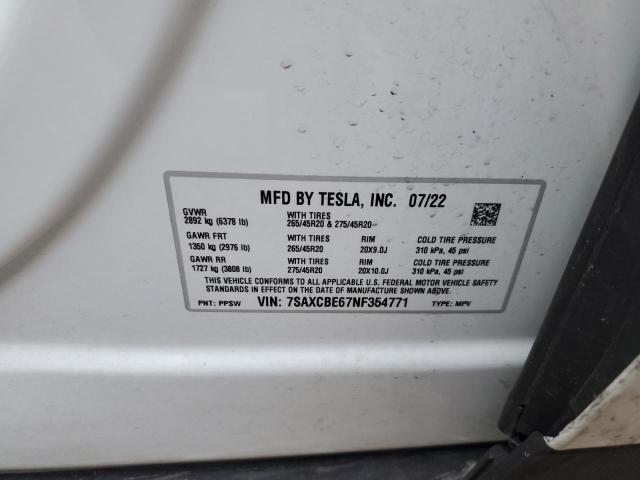 MFD BY TESLA, INC. 07/22
GVWR WITH TIRES
2892 kg (6378 lb) 265/45R20 & 275/45R20
GAWR FRT WITH TIRES RIM COLD TIRE PRESSURE
1350 kg (2976 lb) 265/45R20 20X9.0J 310 kPa, 45 psi
GAWR RR WITH TIRES RIM COLD TIRE PRESSURE
1727 kg (3808 lb) 275/45R20 20X10.0J 310 kPa, 45 psi
THIS VEHICLE CONFORMS TO ALL APPLICABLE U.S. FEDERAL MOTOR VEHICLE SAFETY
STANDARDS IN EFFECT ON THE DATE OF MANUFACTURE SHOWN ABOVE.
PNT: PPSW VIN: 7SAXCBE67NF354771 TYPE: MPV